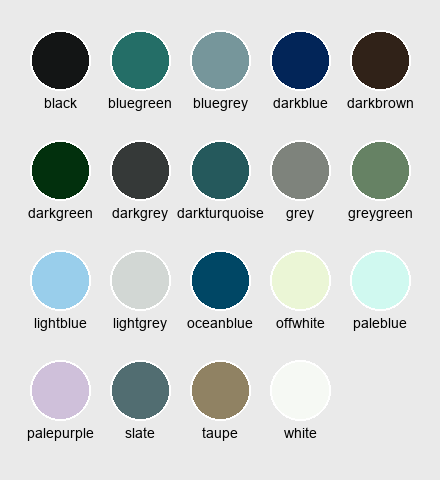 black bluegreen bluegrey darkblue darkbrown
darkgreen darkgrey darkturquoise grey greygreen
lightblue lightgrey oceanblue offwhite paleblue
palepurple slate taupe white